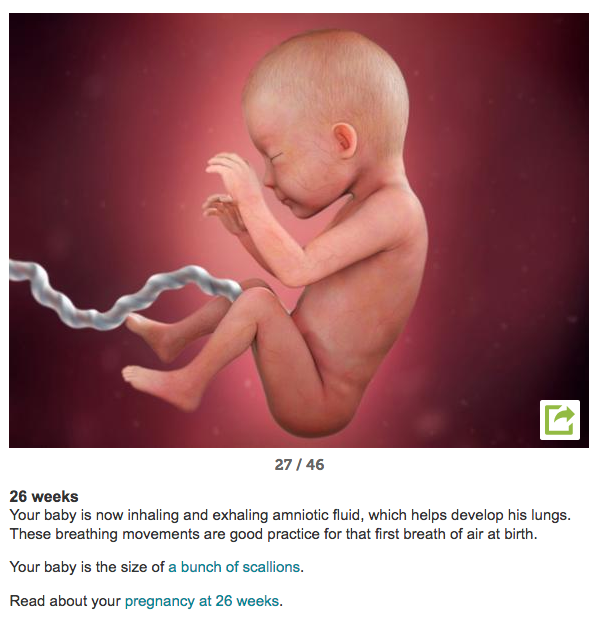 27 / 46
26 weeks
Your baby is now inhaling and exhaling amniotic fluid, which helps develop his lungs.
These breathing movements are good practice for that first breath of air at birth.
Your baby is the size of a bunch of scallions.
Read about your pregnancy at 26 weeks.